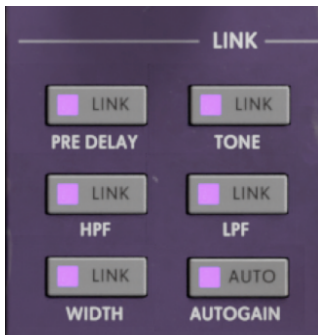 LINK
LINK LINK
PRE DELAY TONE
LINK LINK
HPF LPF
LINK AUTO
WIDTH AUTOGAIN